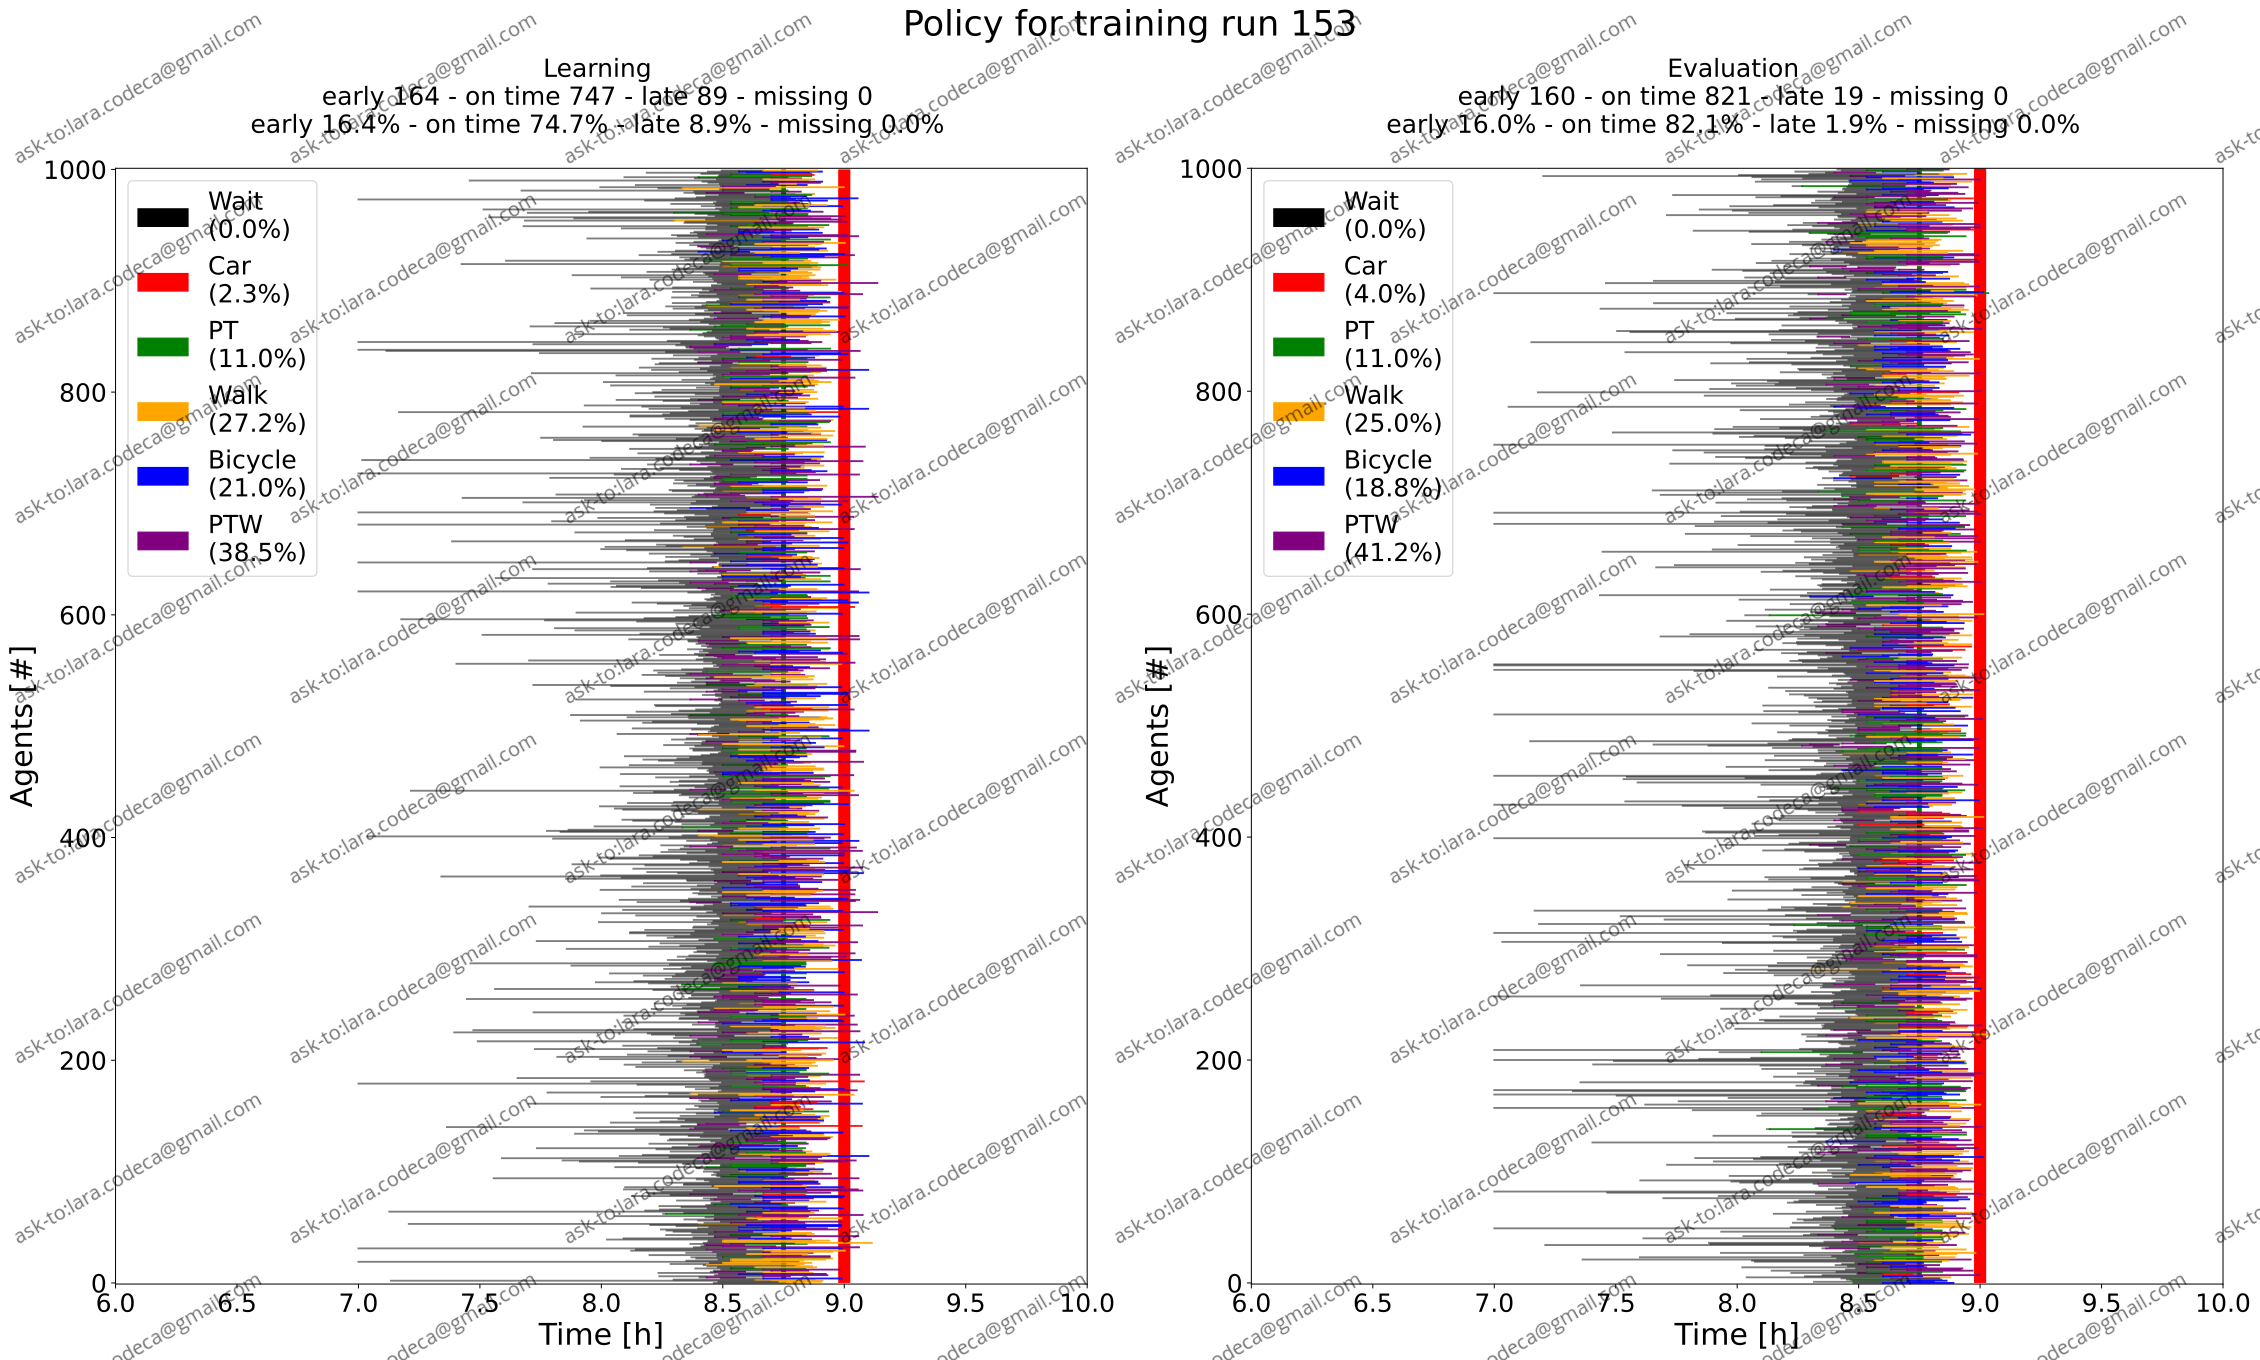 Policy for training run 153
Learning
early 164 - on time 747 - late 89 - missing 0
early 16.4% - on time 74.7% - late 8.9% - missing 0.0%
Agents [#]
1000
800
600
400
200
0
Wait
(0.0%)
Car
(2.3%)
PT
(11.0%)
Walk
(27.2%)
Bicycle
(21.0%)
PTW
(38.5%)
6.0 6.5 7.0 7.5 8.0 8.5 9.0 9.5 10.0
Time [h]
Evaluation
early 160 - on time 821 - late 19 - missing 0
early 16.0% - on time 82.1% - late 1.9% - missing 0.0%
Agents [#]
1000
800
600
400
200
0
Wait
(0.0%)
Car
(4.0%)
PT
(11.0%)
Walk
(25.0%)
Bicycle
(18.8%)
PTW
(41.2%)
6.0 6.5 7.0 7.5 8.0 8.5 9.0 9.5 10.0
Time [h]
ask-to:lara.codeca@gmail.com